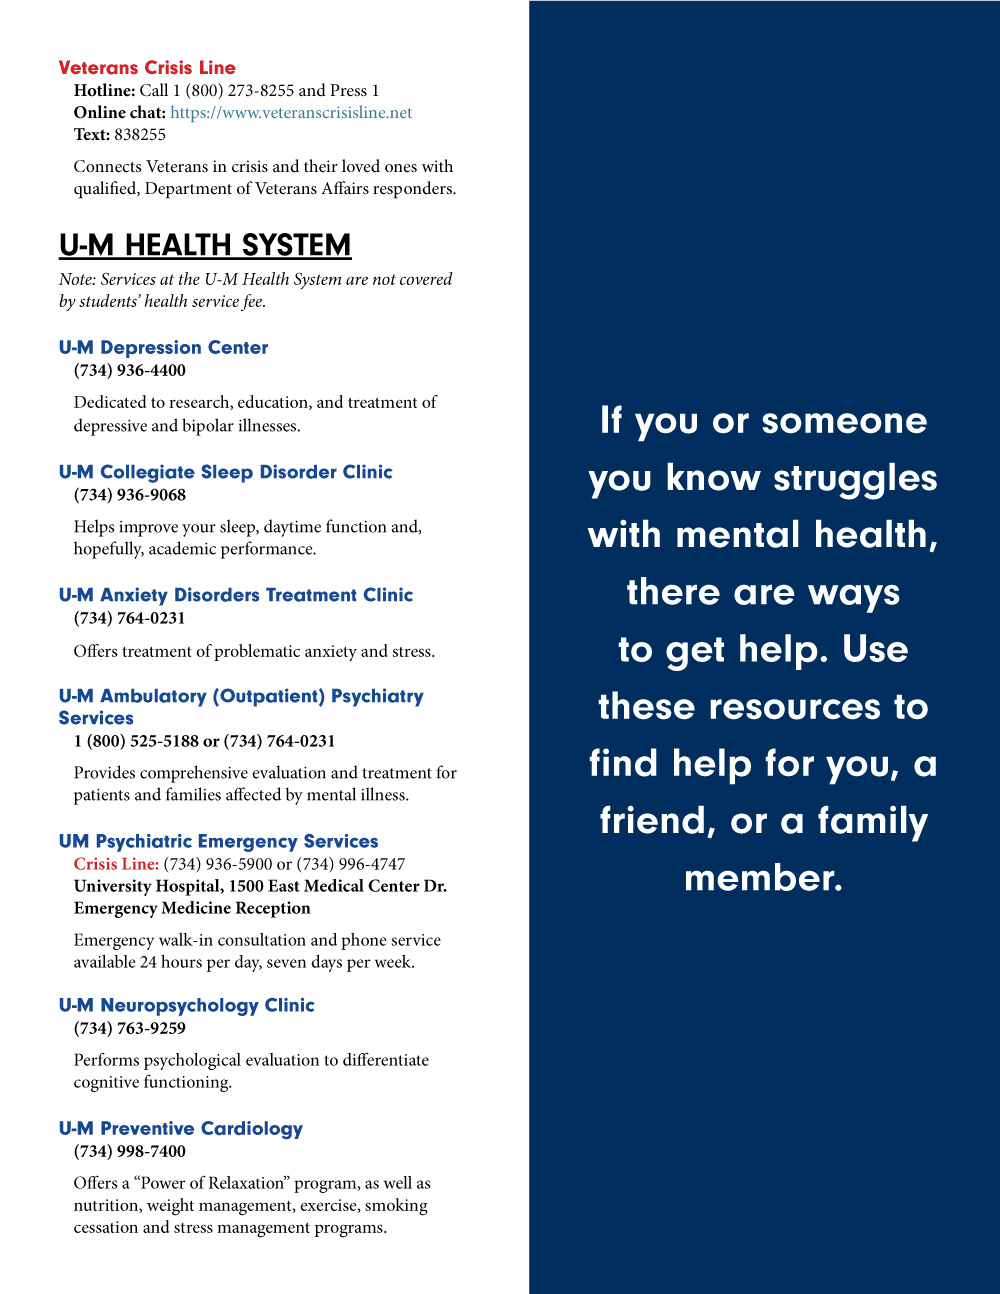 Veterans Crisis Line
Hotline: Call 1 (800) 273-8255 and Press 1
Online chat: https://www.veteranscrisisline.net
Text: 838255
Connects Veterans in crisis and their loved ones with
qualified, Department of Veterans Affairs responders.
U-M HEALTH SYSTEM
Note: Services at the U-M Health System are not covered
by students’ health service fee.
U-M Depression Center
(734) 936-4400
Dedicated to research, education, and treatment of
depressive and bipolar illnesses.
U-M Collegiate Sleep Disorder Clinic
(734) 936-9068
Helps improve your sleep, daytime function and,
hopefully, academic performance.
U-M Anxiety Disorders Treatment Clinic
(734) 764-0231
Offers treatment of problematic anxiety and stress.
U-M Ambulatory (Outpatient) Psychiatry
Services
1 (800) 525-5188 or (734) 764-0231
Provides comprehensive evaluation and treatment for
patients and families affected by mental illness.
UM Psychiatric Emergency Services
Crisis Line: (734) 936-5900 or (734) 996-4747
University Hospital, 1500 East Medical Center Dr.
Emergency Medicine Reception
Emergency walk-in consultation and phone service
available 24 hours per day, seven days per week.
U-M Neuropsychology Clinic
(734) 763-9259
Performs psychological evaluation to differentiate
cognitive functioning.
U-M Preventive Cardiology
(734) 998-7400
Offers a “Power of Relaxation” program, as well as
nutrition, weight management, exercise, smoking
cessation and stress management programs.
If you or someone
you know struggles
with mental health,
there are ways
to get help. Use
these resources to
find help for you, a
friend, or a family
member.